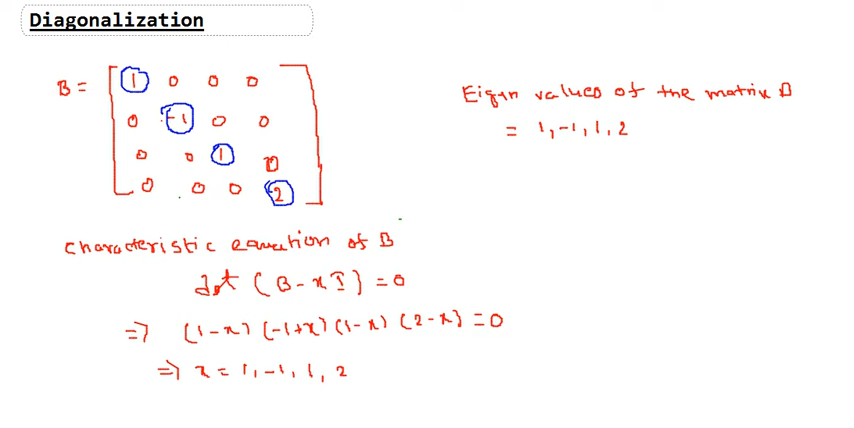 Diagonalization
B = [ 1 0 0 0
Eigen values of the matrix B
0 -1 0 0
= 1, -1, 1, 2
0 0 1 0
0 0 0 2 ]
Characteristic equation of B
det (B - x I) = 0
⇒ (1-x) (-1+x) (1-x) (2-x) = 0
⇒ x = 1, -1, 1, 2